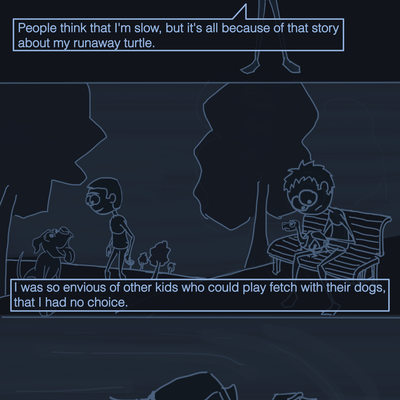 People think that I'm slow, but it's all because of that story
about my runaway turtle.
I was so envious of other kids who could play fetch with their dogs,
that I had no choice.